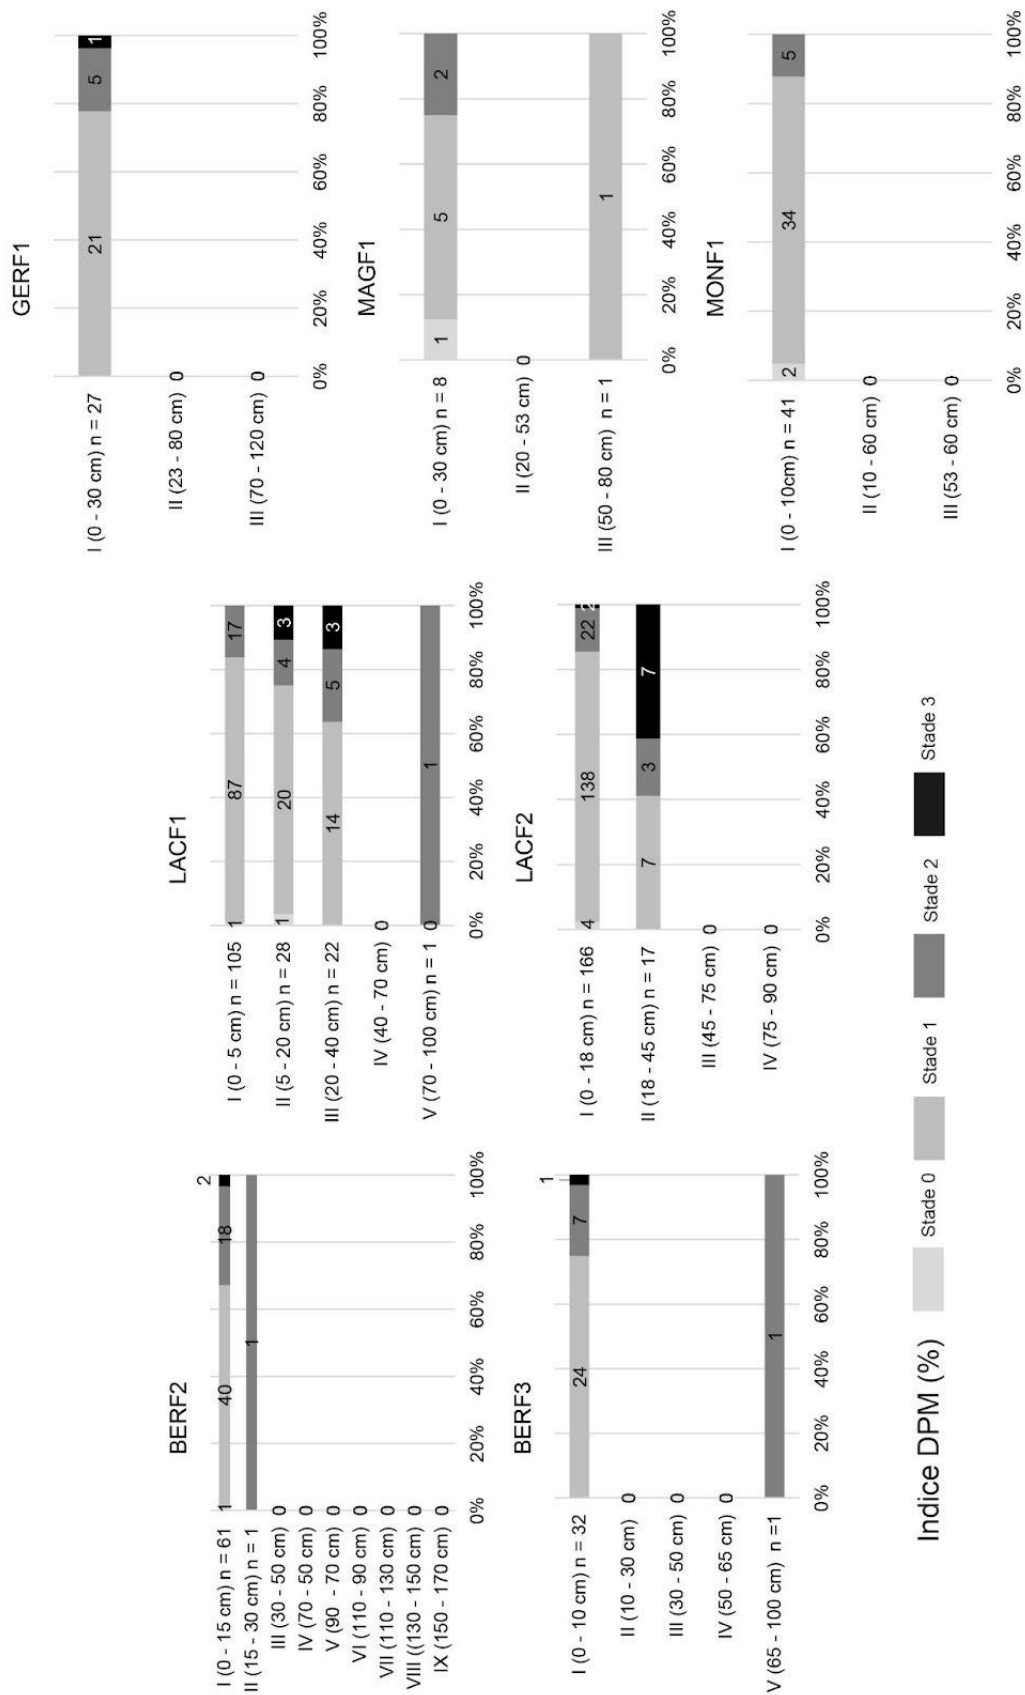 BERF2
I (0 - 15 cm) n = 61 1 40 18 2
II (15 - 30 cm) n = 1 1
III (30 - 50 cm) 0
IV (70 - 50 cm) 0
V (90 - 70 cm) 0
VI (110 - 90 cm) 0
VII (110 - 130 cm) 0
VIII ((130 - 150 cm) 0
IX (150 - 170 cm) 0
0% 20% 40% 60% 80% 100%
LACF1
I (0 - 5 cm) n = 105 1 87 17
II (5 - 20 cm) n = 28 1 20 4 3
III (20 - 40 cm) n = 22 14 5 3
IV (40 - 70 cm) 0
V (70 - 100 cm) n = 1 0 1
0% 20% 40% 60% 80% 100%
GERF1
I (0 - 30 cm) n = 27 21 5 1
II (23 - 80 cm) 0
III (70 - 120 cm) 0
0% 20% 40% 60% 80% 100%
MAGF1
I (0 - 30 cm) n = 8 1 5 2
II (20 - 53 cm) 0
III (50 - 80 cm) n = 1 1
0% 20% 40% 60% 80% 100%
BERF3
I (0 - 10 cm) n = 32 24 7 1
II (10 - 30 cm) 0
III (30 - 50 cm) 0
IV (50 - 65 cm) 0
V (65 - 100 cm) n =1 1
0% 20% 40% 60% 80% 100%
LACF2
I (0 - 18 cm) n = 166 4 138 22 2
II (18 - 45 cm) n = 17 7 3 7
III (45 - 75 cm) 0
IV (75 - 90 cm) 0
0% 20% 40% 60% 80% 100%
MONF1
I (0 - 10cm) n = 41 2 34 5
II (10 - 60 cm) 0
III (53 - 60 cm) 0
0% 20% 40% 60% 80% 100%
Indice DPM (%) Stade 0 Stade 1 Stade 2 Stade 3